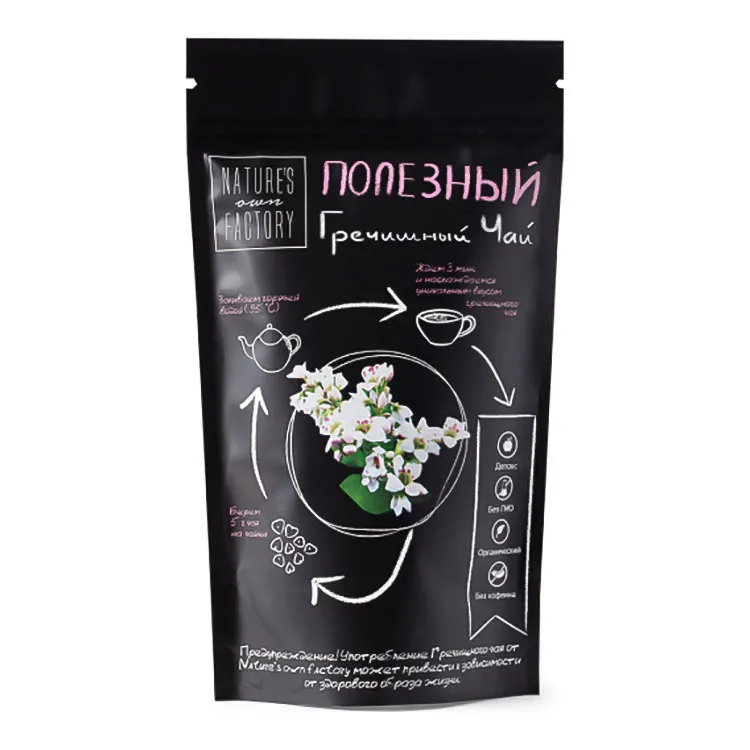 NATURE'S
own
FACTORY
ПОЛЕЗНЫЙ
Гречишный Чай
Ждем 3 мин
и наслаждаемся
уникальным вкусом
гречишного
чая
Заливаем горячей
водой (95 °C)
Берем
5 г чая
на чайник
Детокс
Без ГМО
Органический
Без кофеина
Предупреждение! Употребление Гречишного чая от
Nature's own factory может привести к зависимости
от здорового образа жизни.